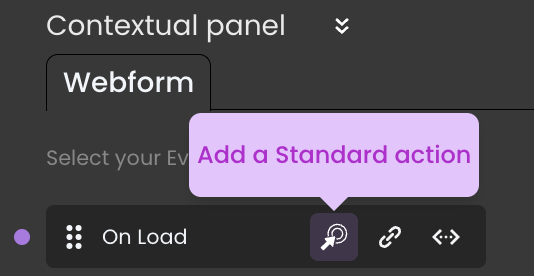 Contextual panel
Webform
Select your Ev
Add a Standard action
On Load